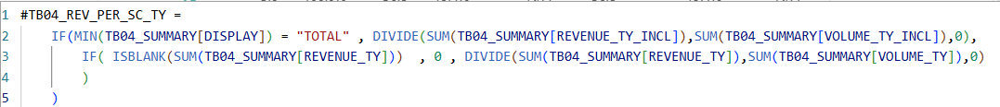 1 #TB04_REV_PER_SC_TY =
2 IF(MIN(TB04_SUMMARY[DISPLAY]) = "TOTAL" , DIVIDE(SUM(TB04_SUMMARY[REVENUE_TY_INCL]),SUM(TB04_SUMMARY[VOLUME_TY_INCL]),0),
3 IF( ISBLANK(SUM(TB04_SUMMARY[REVENUE_TY])) , 0 , DIVIDE(SUM(TB04_SUMMARY[REVENUE_TY]),SUM(TB04_SUMMARY[VOLUME_TY]),0)
4 )
5 )